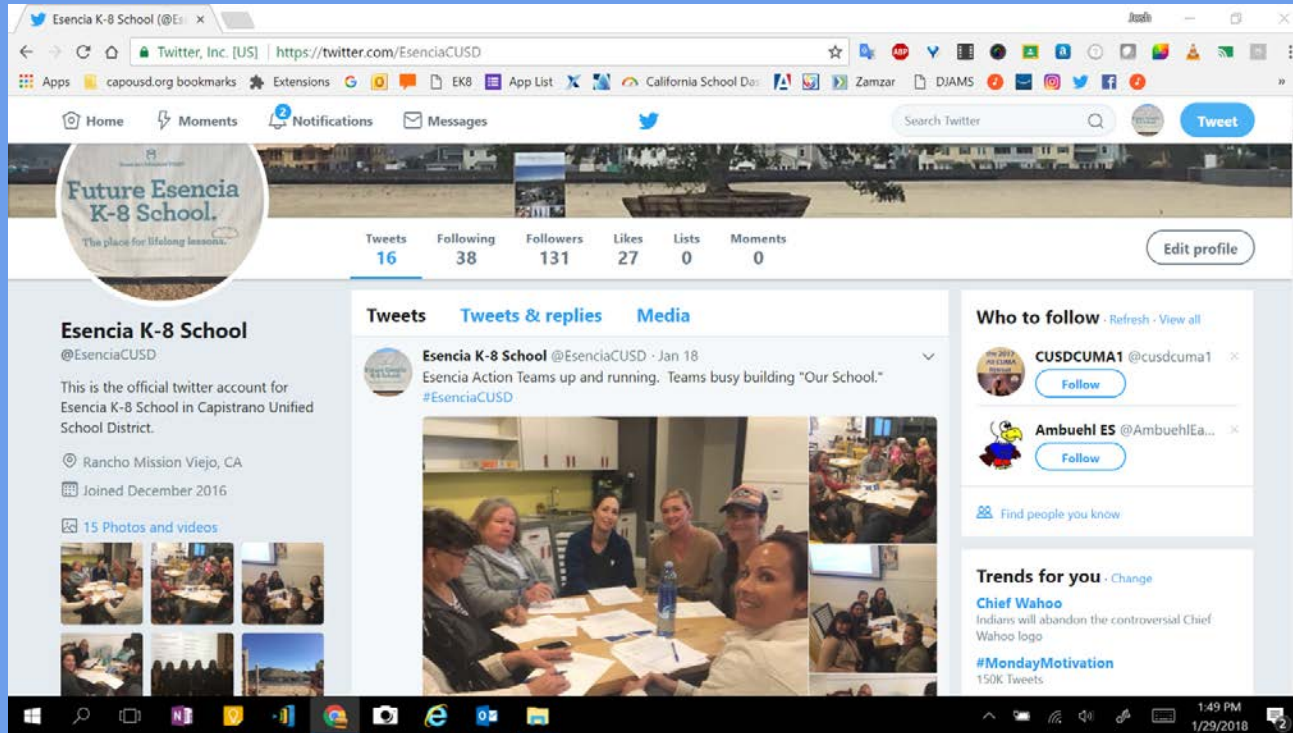 Esencia K-8 School (@Es
Josh
Twitter, Inc. [US] | https://twitter.com/EsenciaCUSD
Apps capousd.org bookmarks Extensions EK8 App List California School Das Zamzar DJAMS »
Home Moments 2 Notifications Messages Search Twitter Tweet
Future Esencia
K-8 School.
The place for lifelong lessons.
Tweets Following Followers Likes Lists Moments
16 38 131 27 0 0
Edit profile
Esencia K-8 School
@EsenciaCUSD
This is the official twitter account for
Esencia K-8 School in Capistrano Unified
School District.
Rancho Mission Viejo, CA
Joined December 2016
15 Photos and videos
Tweets Tweets & replies Media
Esencia K-8 School @EsenciaCUSD · Jan 18
Esencia Action Teams up and running. Teams busy building "Our School."
#EsenciaCUSD
Who to follow · Refresh · View all
CUSDCUMA1 @cusdcuma1
Follow
Ambuehl ES @AmbuehlEa...
Follow
Find people you know
Trends for you · Change
Chief Wahoo
Indians will abandon the controversial Chief
Wahoo logo
#MondayMotivation
150K Tweets
1:49 PM
1/29/2018
2